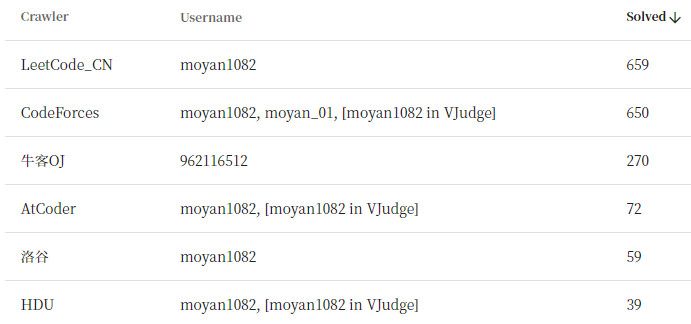 Crawler Username Solved↓
LeetCode_CN moyan1082 659
CodeForces moyan1082, moyan_01, [moyan1082 in VJudge] 650
牛客OJ 962116512 270
AtCoder moyan1082, [moyan1082 in VJudge] 72
洛谷 moyan1082 59
HDU moyan1082, [moyan1082 in VJudge] 39